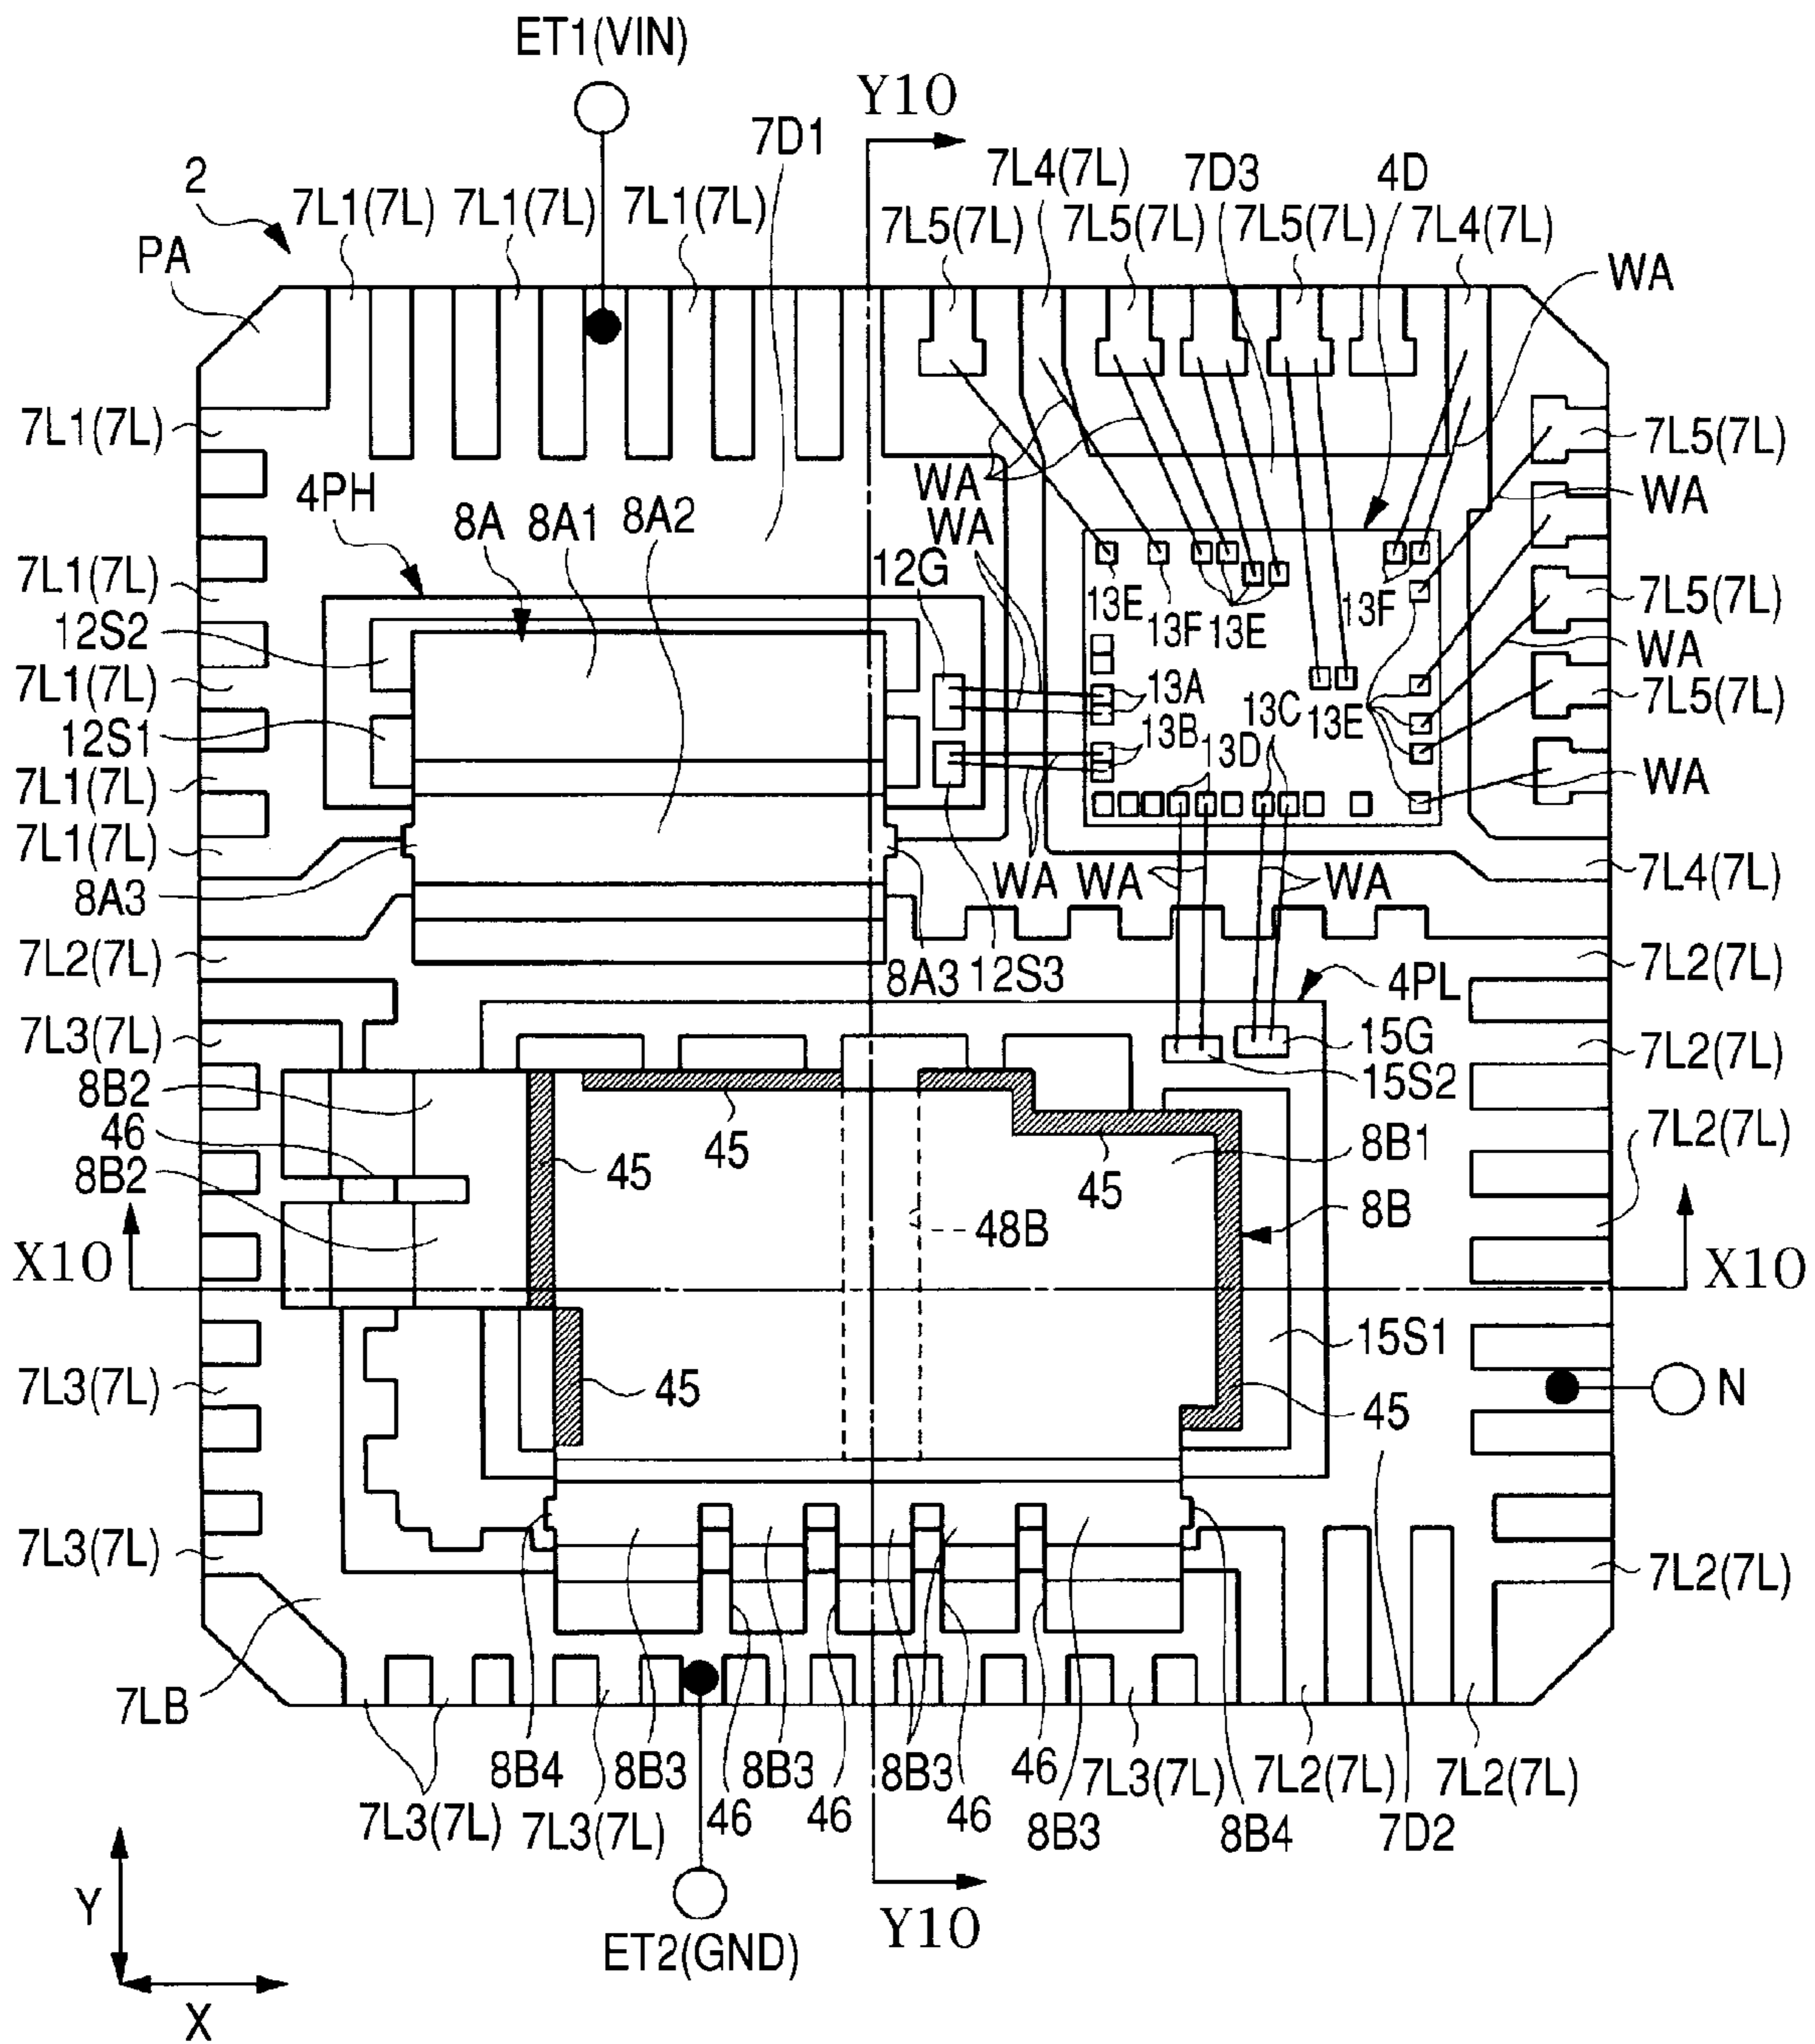 ET1(VIN)
Y10
7D1
2
7L1(7L)
7L1(7L)
7L1(7L)
7L4(7L)
7D3
4D
7L5(7L)
7L5(7L)
7L5(7L)
7L4(7L)
PA
WA
7L1(7L)
7L5(7L)
4PH
8A
8A1
8A2
WA
WA
WA
12G
7L1(7L)
13E
13F
13E
13F
7L5(7L)
12S2
WA
7L1(7L)
13A
7L5(7L)
12S1
13B
13D
13C
13E
7L1(7L)
WA
7L1(7L)
8A3
WA
WA
WA
7L4(7L)
7L2(7L)
8A3
12S3
4PL
7L2(7L)
7L3(7L)
15G
7L2(7L)
8B2
15S2
46
45
45
8B1
7L2(7L)
8B2
45
8B
48B
X10
X10
15S1
7L3(7L)
45
45
N
7L3(7L)
7L2(7L)
7LB
8B4
8B3
8B3
8B3
46
7L3(7L)
7L2(7L)
7L2(7L)
7L3(7L)
7L3(7L)
46
46
46
8B3
8B4
7D2
Y
X
ET2(GND)
Y10